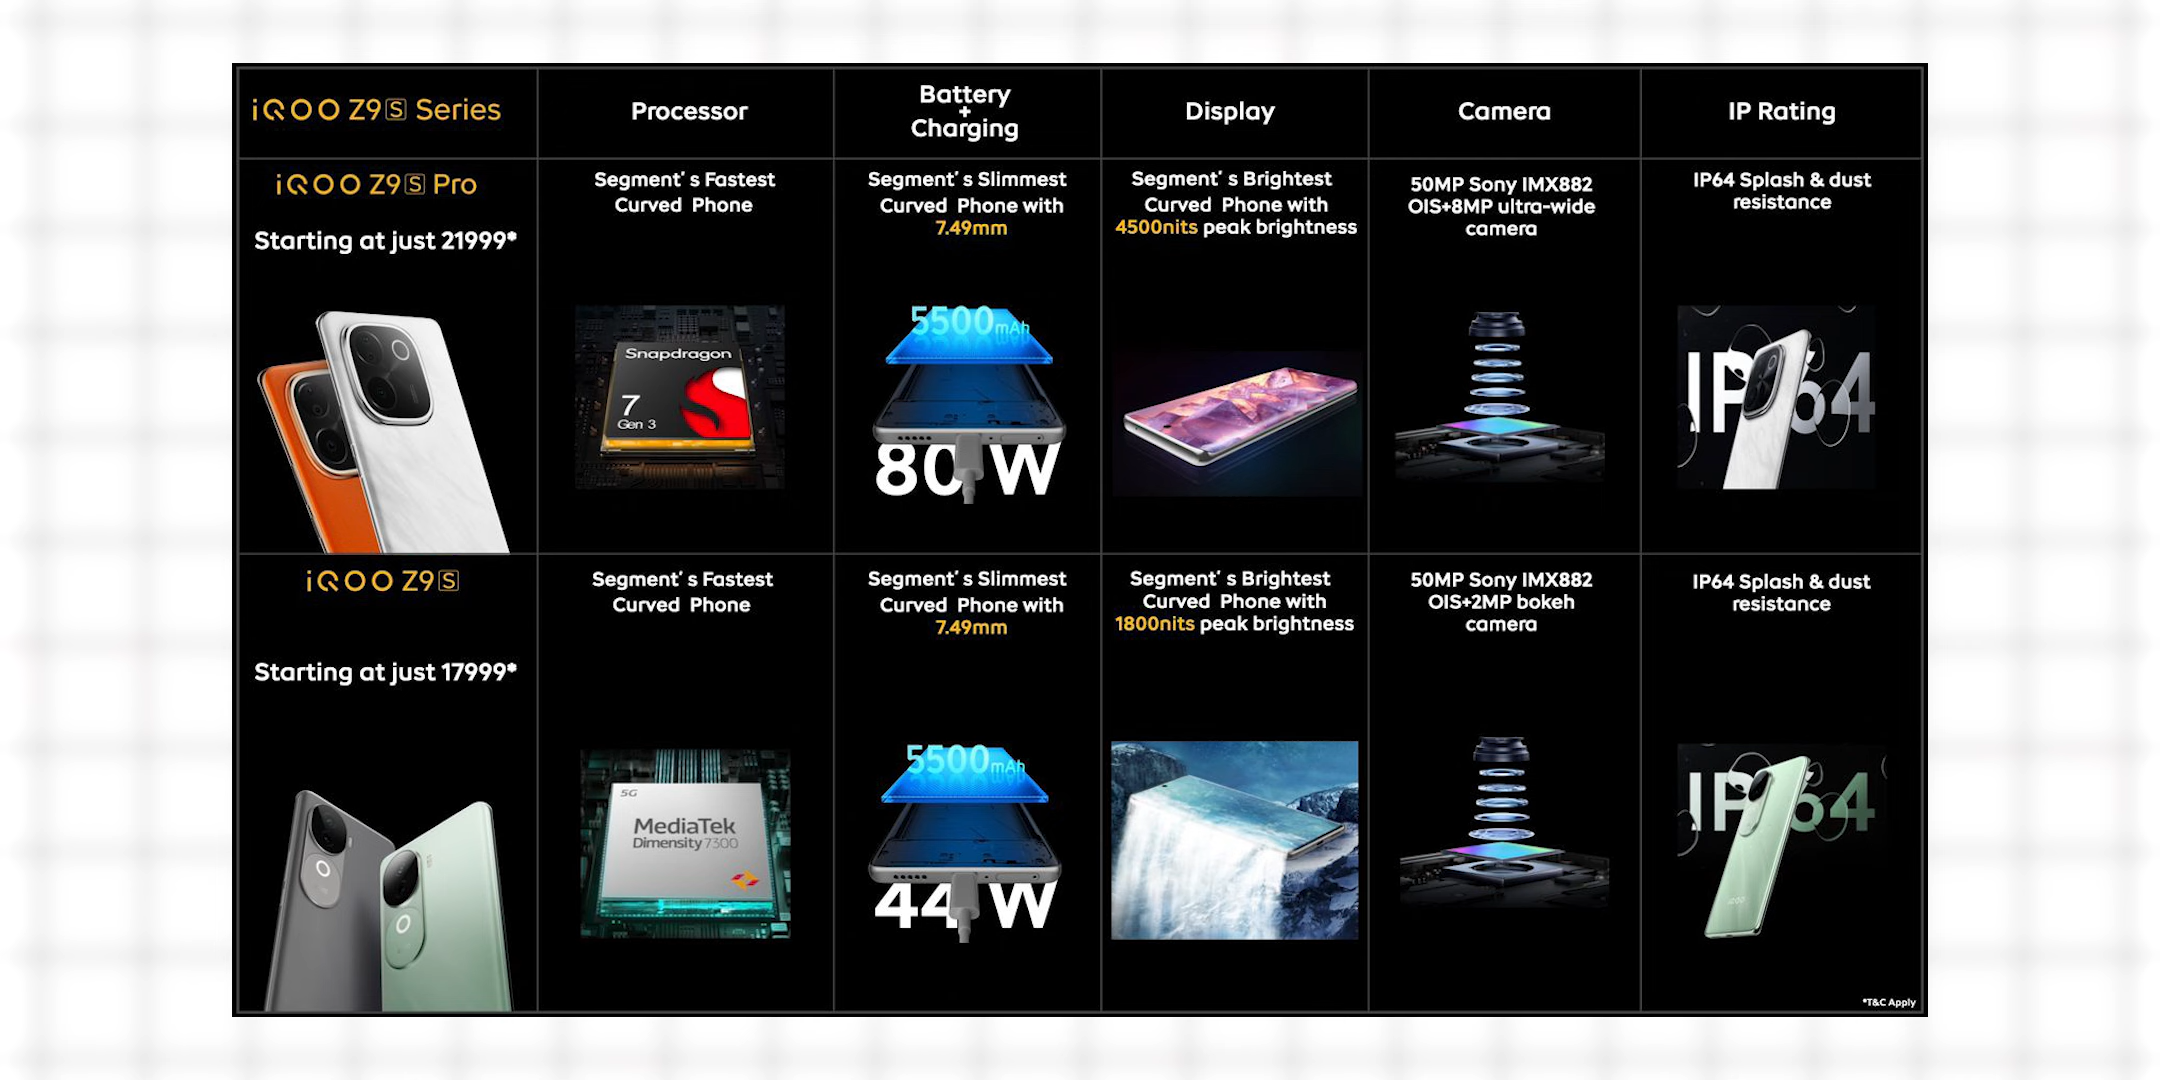 iQOO Z9S Series
Processor
Battery
+
Charging
Display
Camera
IP Rating
iQOO Z9S Pro
Starting at just 21999*
Segment's Fastest
Curved Phone
Snapdragon
7
Gen 3
Segment's Slimmest
Curved Phone with
7.49mm
5500mAh
80W
Segment's Brightest
Curved Phone with
4500nits peak brightness
50MP Sony IMX882
OIS+8MP ultra-wide
camera
IP64 Splash & dust
resistance
IP64
iQOO Z9S
Starting at just 17999*
Segment's Fastest
Curved Phone
5G
MediaTek
Dimensity 7300
Segment's Slimmest
Curved Phone with
7.49mm
5500mAh
44W
Segment's Brightest
Curved Phone with
1800nits peak brightness
50MP Sony IMX882
OIS+2MP bokeh
camera
IP64 Splash & dust
resistance
IP64
*T&C Apply